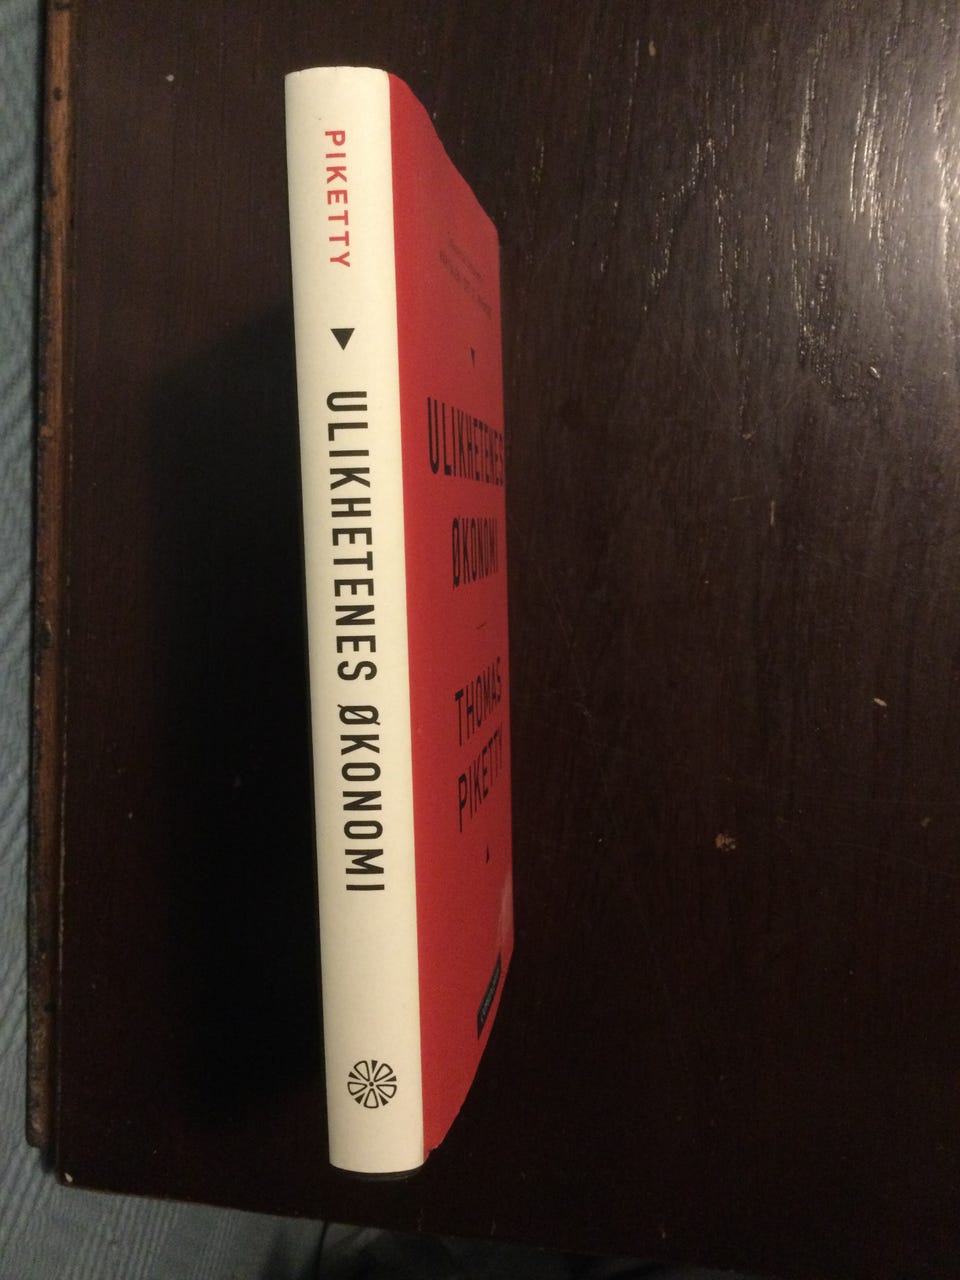 PIKETTY
ULIKHETENES ØKONOMI
ULIKHETENES
ØKONOMI
THOMAS
PIKETTY